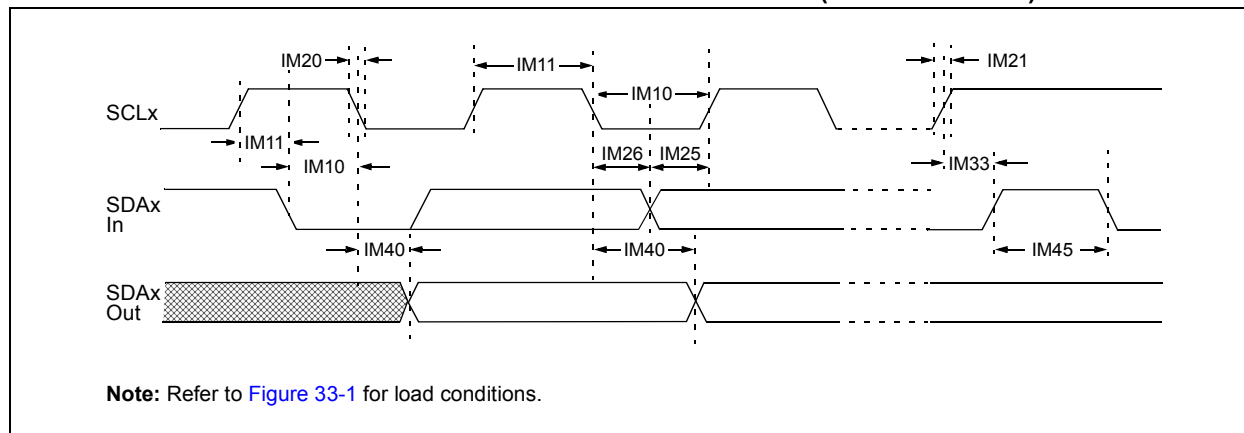 IM20
IM11
IM21
SCLx
IM10
IM11
IM10
IM26
IM25
IM33
SDAx
In
IM40
IM40
IM45
SDAx
Out
Note: Refer to Figure 33-1 for load conditions.